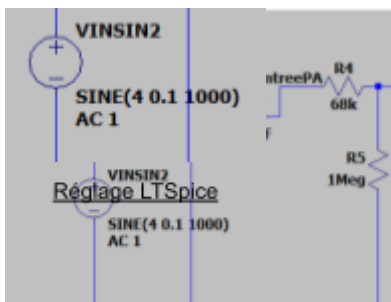 VINSIN2
SINE(4 0.1 1000)
AC 1
ntreePA
R4
68k
F
R5
1Meg
VINSIN2
Réglage LTSpice
SINE(4 0.1 1000)
AC 1